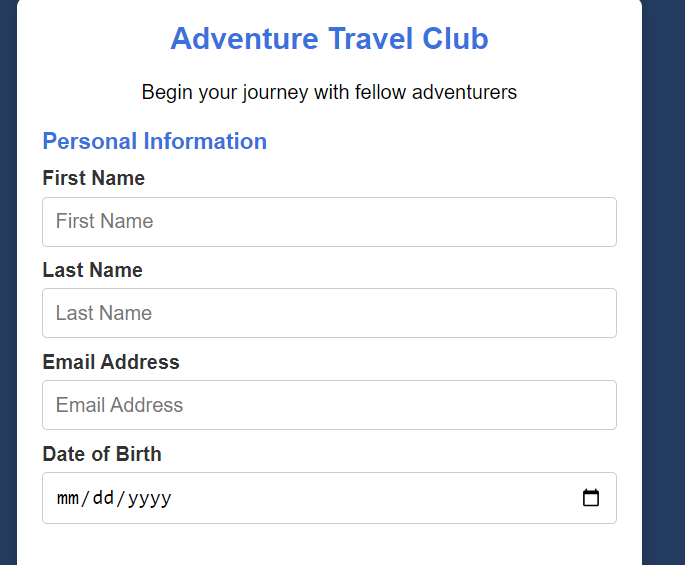 Adventure Travel Club
Begin your journey with fellow adventurers
Personal Information
First Name
First Name
Last Name
Last Name
Email Address
Email Address
Date of Birth
mm/dd/yyyy